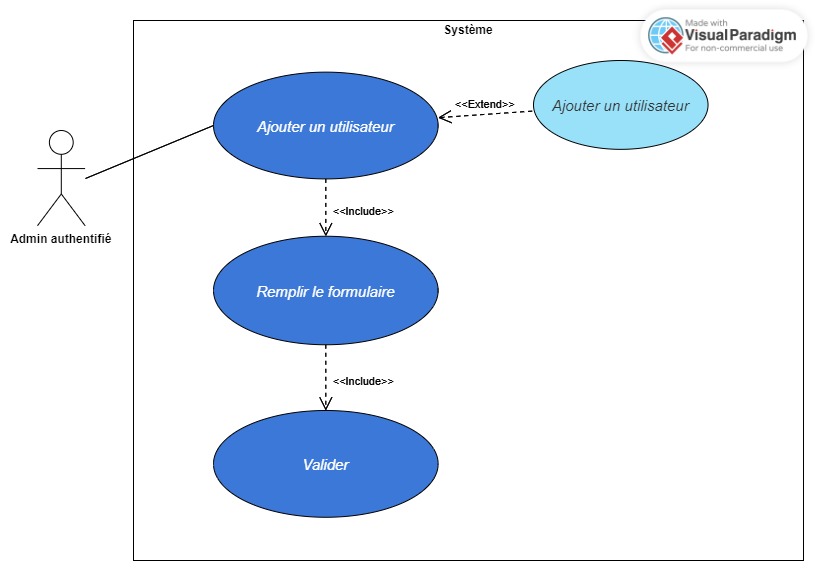 Système
Made with
Visual Paradigm
For non-commercial use
Ajouter un utilisateur
<<Extend>>
Ajouter un utilisateur
Admin authentifié
<<Include>>
Remplir le formulaire
<<Include>>
Valider